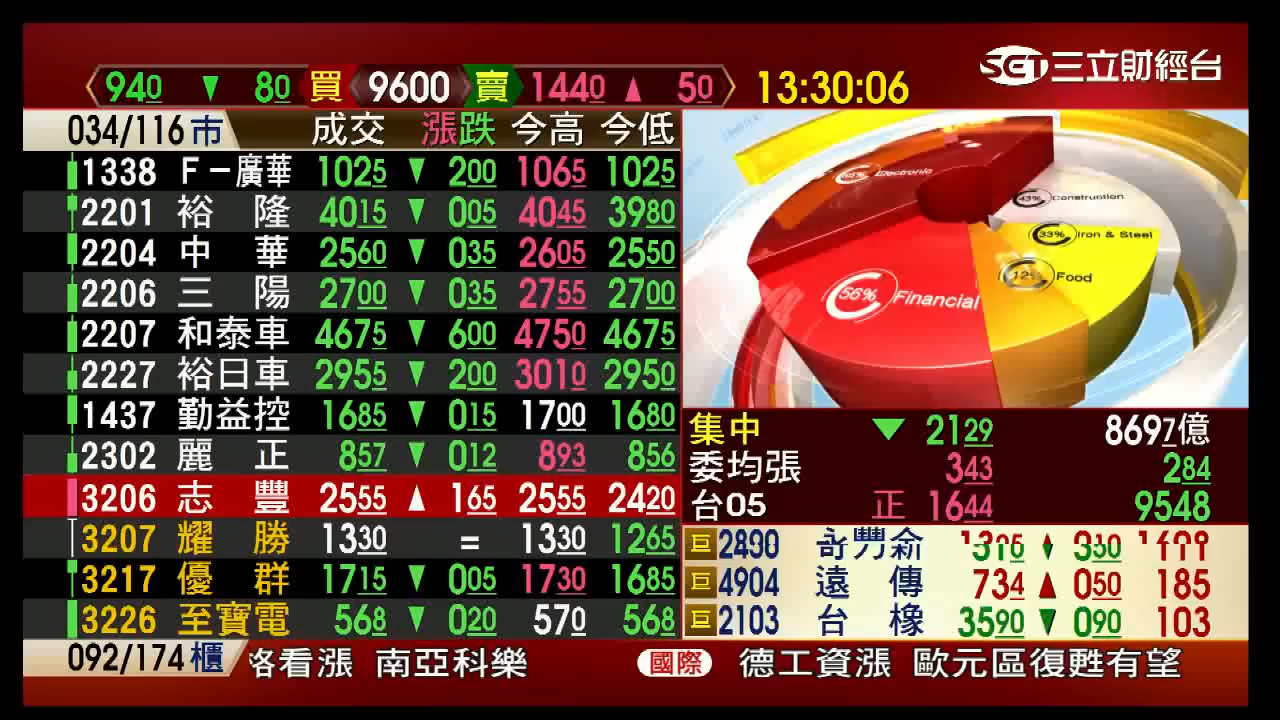 SET三立財經台
940 ▼ 80 買 9600 賣 1440 ▲ 50 13:30:06
034/116市 成交 漲跌 今高 今低
1338 F－廣華 1025 ▼ 200 1065 1025
2201 裕隆 4015 ▼ 005 4045 3980
2204 中華 2560 ▼ 035 2605 2550
2206 三陽 2700 ▼ 035 2755 2700
2207 和泰車 4675 ▼ 600 4750 4675
2227 裕日車 2955 ▼ 200 3010 2950
1437 勤益控 1685 ▼ 015 1700 1680
2302 麗正 857 ▼ 012 893 856
3206 志豐 2555 ▲ 165 2555 2420
3207 耀勝 1330 = 1330 1265
3217 優群 1715 ▼ 005 1730 1685
3226 至寶電 568 ▼ 020 570 568
Electronic
43% Construction
33% Iron & Steel
12% Food
56% Financial
集中 ▼ 2129 8697億
委均張 343 284
台05 正 1644 9548
巨
巨 4904 遠傳 734 ▲ 050 185
巨 2103 台橡 3590 ▼ 090 103
092/174櫃 看漲 南亞科樂 國際 德工資漲 歐元區復甦有望